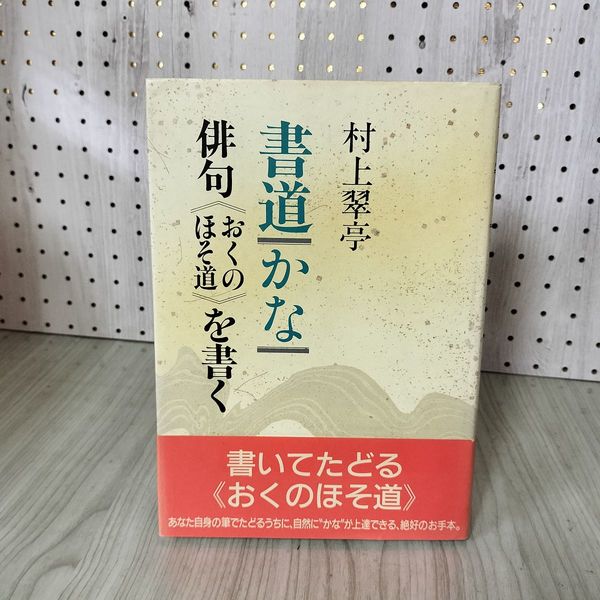 村上翠亭
書道｜かな｜
俳句《おくのほそ道》を書く
書いてたどる
《おくのほそ道》
あなた自身の筆でたどるうちに、自然に“かな”が上達できる、絶好のお手本。